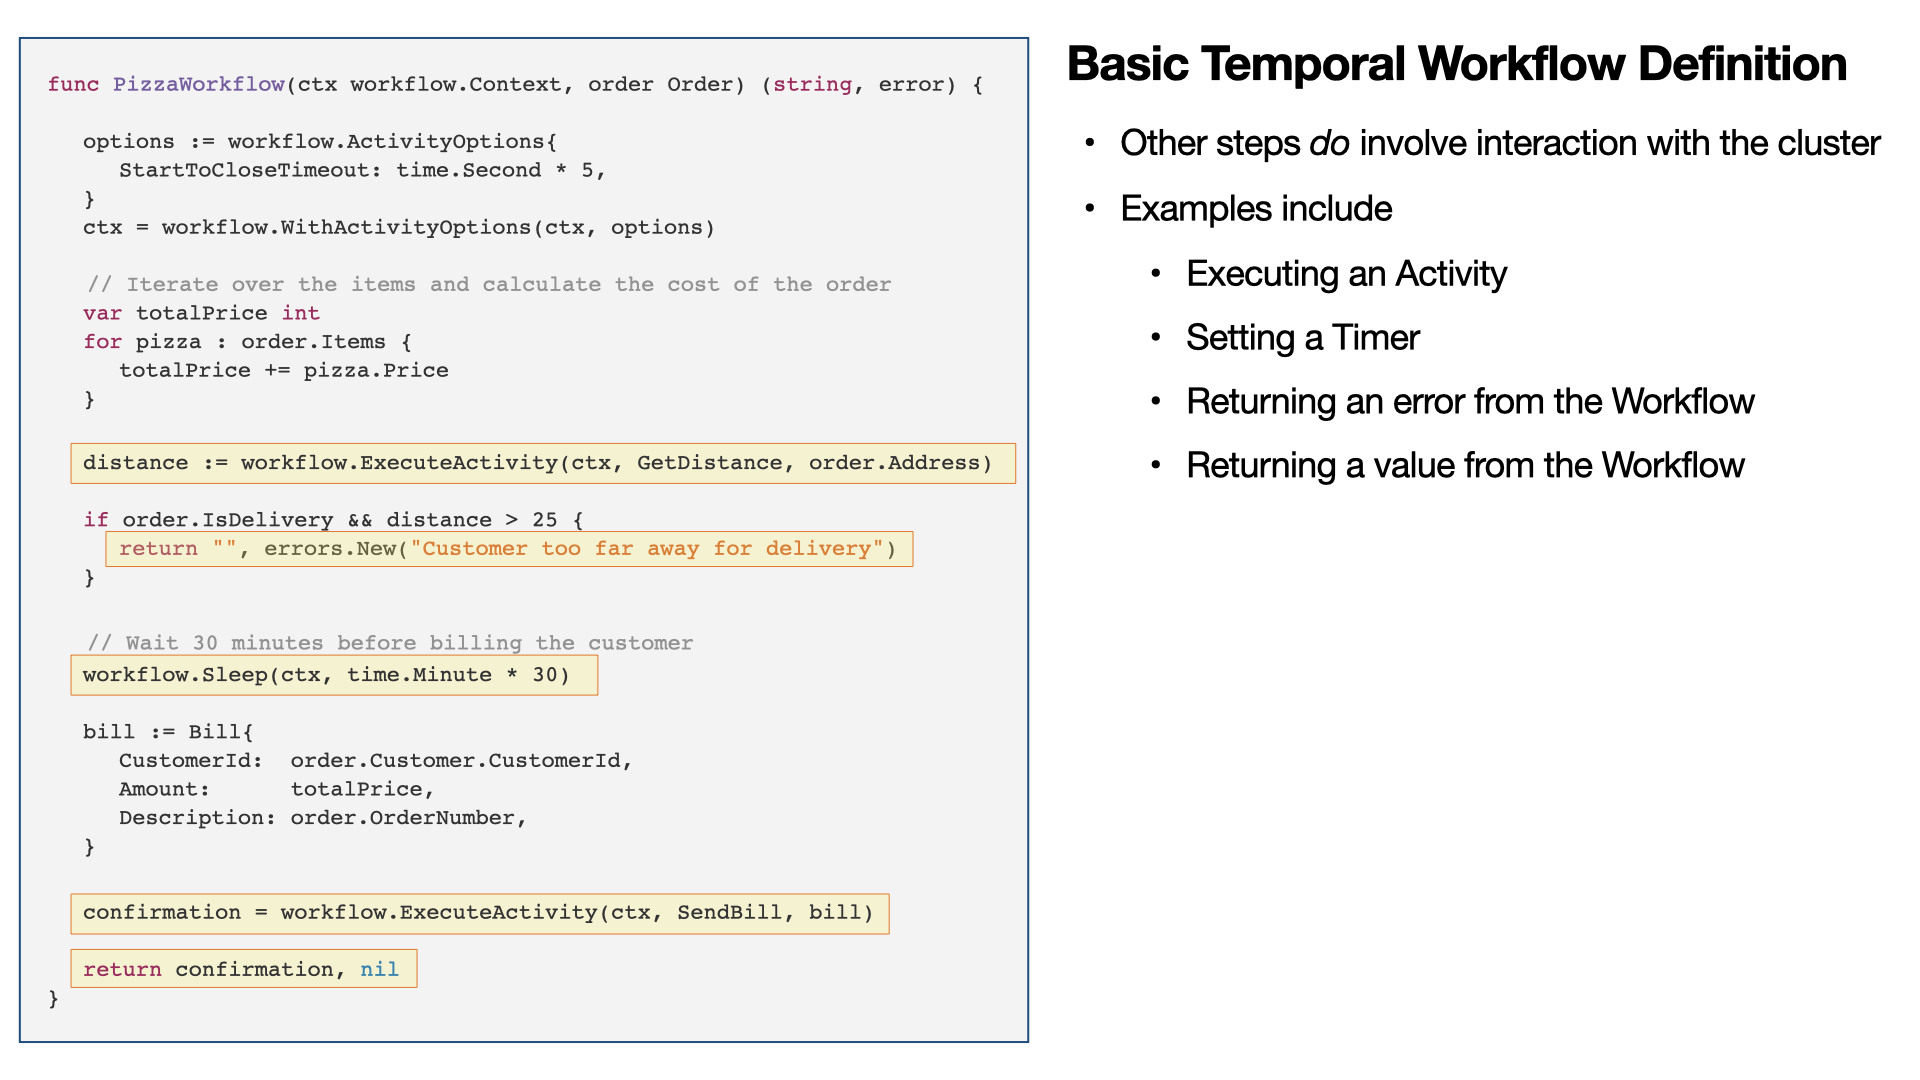 func PizzaWorkflow(ctx workflow.Context, order Order) (string, error) {
options := workflow.ActivityOptions{
StartToCloseTimeout: time.Second * 5,
}
ctx = workflow.WithActivityOptions(ctx, options)
// Iterate over the items and calculate the cost of the order
var totalPrice int
for pizza : order.Items {
totalPrice += pizza.Price
}
distance := workflow.ExecuteActivity(ctx, GetDistance, order.Address)
if order.IsDelivery && distance > 25 {
return "", errors.New("Customer too far away for delivery")
}
// Wait 30 minutes before billing the customer
workflow.Sleep(ctx, time.Minute * 30)
bill := Bill{
CustomerId: order.Customer.CustomerId,
Amount: totalPrice,
Description: order.OrderNumber,
}
confirmation = workflow.ExecuteActivity(ctx, SendBill, bill)
return confirmation, nil
}
Basic Temporal Workflow Definition
• Other steps do involve interaction with the cluster
• Examples include
• Executing an Activity
• Setting a Timer
• Returning an error from the Workflow
• Returning a value from the Workflow